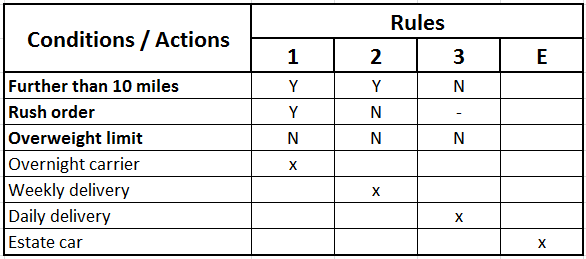 Conditions / Actions Rules
1 2 3 E
Further than 10 miles Y Y N
Rush order Y N -
Overweight limit N N N
Overnight carrier x
Weekly delivery x
Daily delivery x
Estate car x